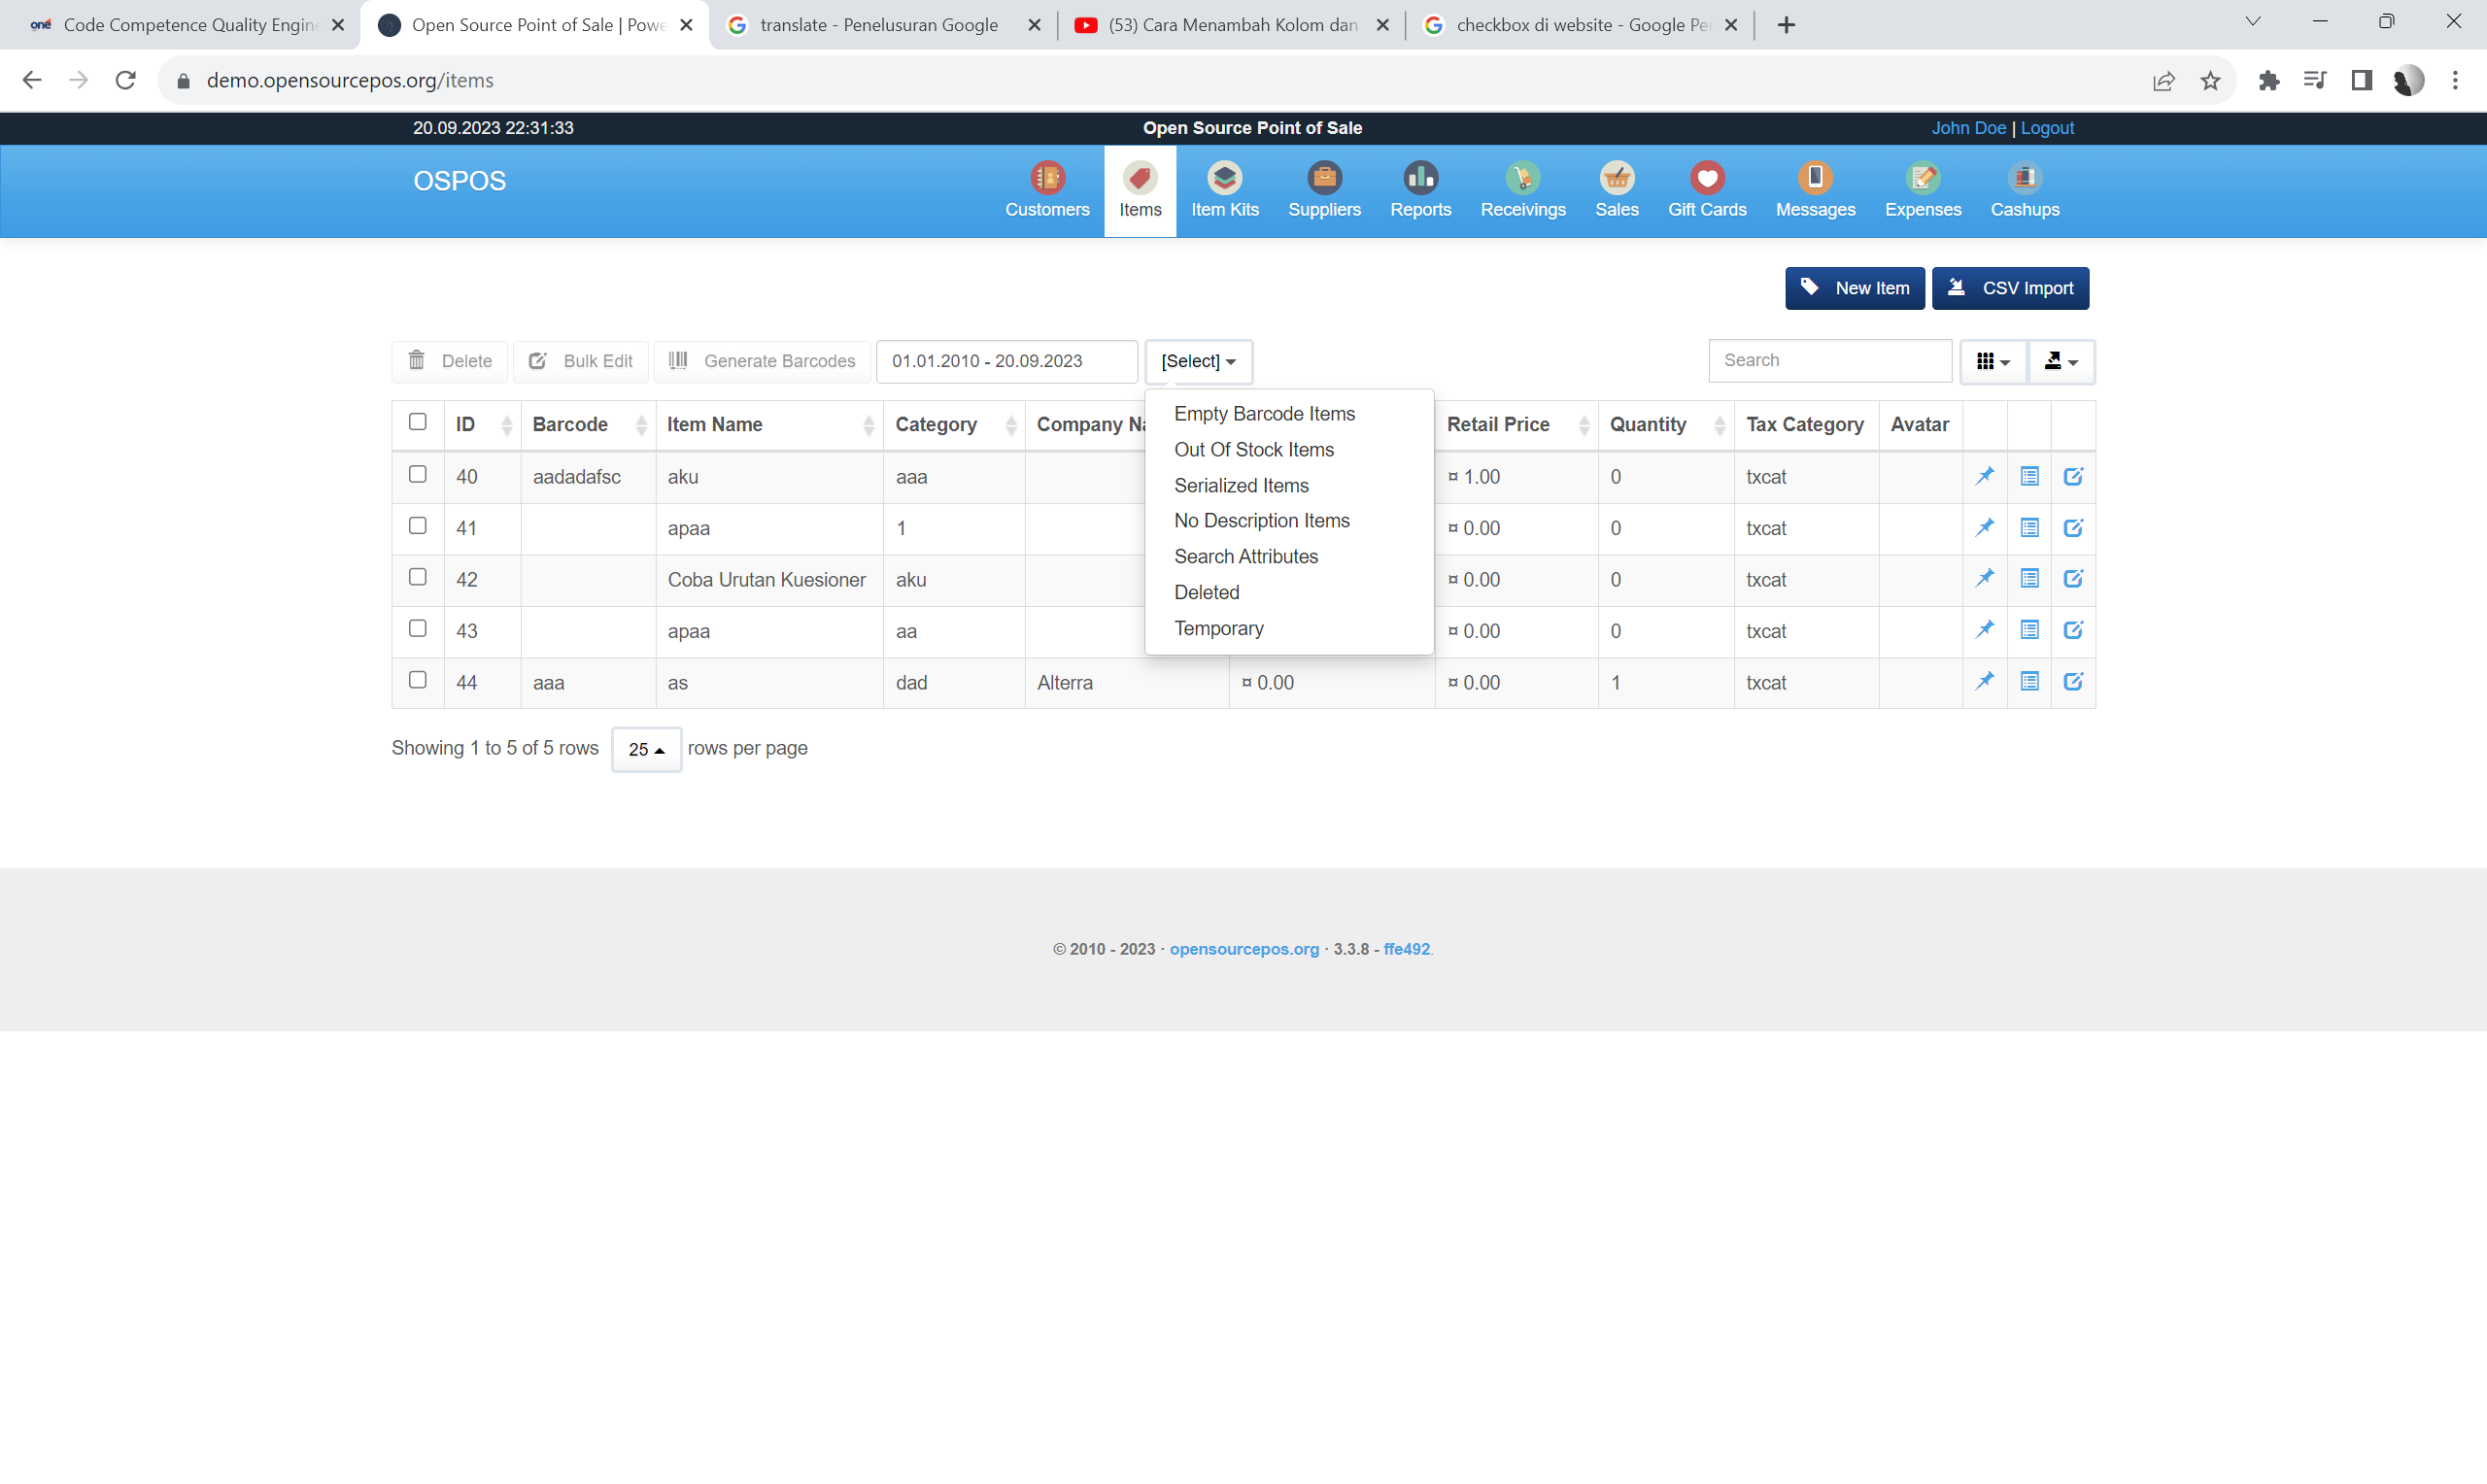 one Code Competence Quality Engin
Open Source Point of Sale | Powe
translate - Penelusuran Google
(53) Cara Menambah Kolom dan
checkbox di website - Google Pe
demo.opensourcepos.org/items
20.09.2023 22:31:33
Open Source Point of Sale
John Doe | Logout
OSPOS
Customers
Items
Item Kits
Suppliers
Reports
Receivings
Sales
Gift Cards
Messages
Expenses
Cashups
New Item
CSV Import
Delete
Bulk Edit
Generate Barcodes
01.01.2010 - 20.09.2023
[Select]
Search
Empty Barcode Items
Out Of Stock Items
Serialized Items
No Description Items
Search Attributes
Deleted
Temporary
ID Barcode Item Name Category Company Na Retail Price Quantity Tax Category Avatar
40 aadadafsc aku aaa ¤ 1.00 0 txcat
41 apaa 1 ¤ 0.00 0 txcat
42 Coba Urutan Kuesioner aku ¤ 0.00 0 txcat
43 apaa aa ¤ 0.00 0 txcat
44 aaa as dad Alterra ¤ 0.00 ¤ 0.00 1 txcat
Showing 1 to 5 of 5 rows 25 rows per page
© 2010 - 2023 · opensourcepos.org · 3.3.8 - ffe492.